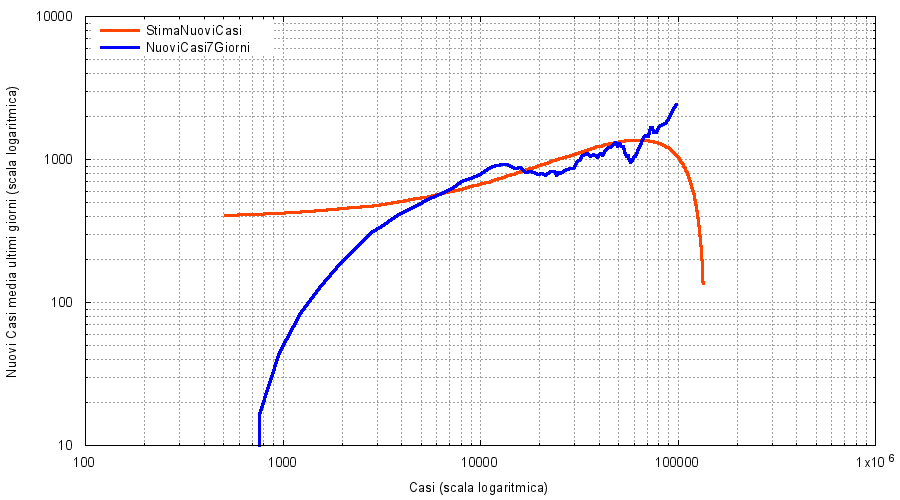 10000
StimaNuoviCasi
NuoviCasi7Giorni
1000
100
10
Nuovi Casi media ultimi giorni (scala logaritmica)
100 1000 10000 100000 1x10 6
Casi (scala logaritmica)